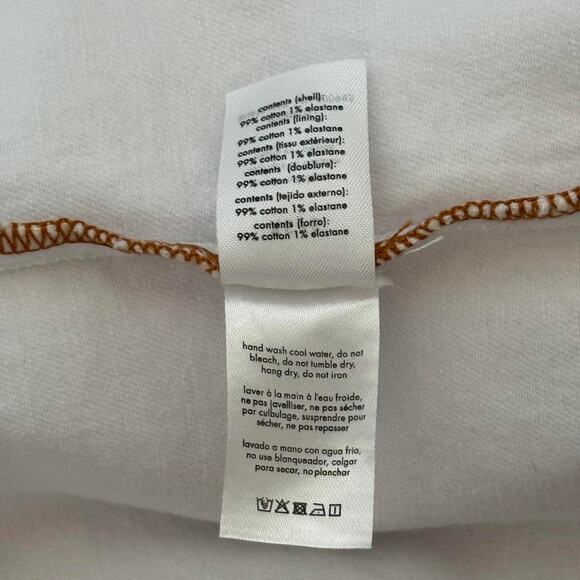 contents (shell):
99% cotton 1% elastane
contents (lining):
99% cotton 1% elastane
contents (tissu extérieur):
99% cotton 1% elastane
contents (doublure):
99% cotton 1% elastane
contents (tejido externo):
99% cotton 1% elastane
contents (forro):
99% cotton 1% elastane
hand wash cool water, do not
bleach, do not tumble dry,
hang dry, do not iron
laver à la main à l'eau froide,
ne pas javelliser, ne pas sécher
par culbulage, suspendre pour
sécher, ne pas repasser
lavado a mano con agua fria,
no use blanqueador, colgar
para secar, no planchar